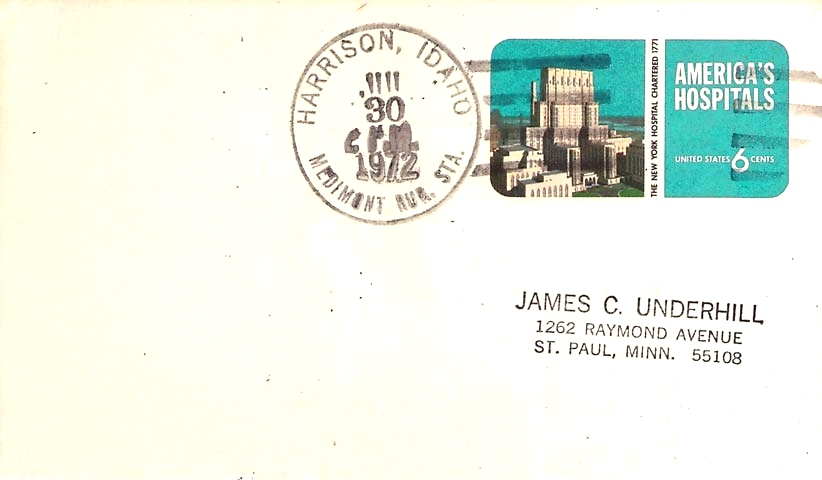 HARRISON, IDAHO
30
P.M.
1972
MEDIMONT RUR. STA.
THE NEW YORK HOSPITAL CHARTERED 1771
AMERICA'S
HOSPITALS
UNITED STATES 6 CENTS
JAMES C. UNDERHILL
1262 RAYMOND AVENUE
ST. PAUL, MINN. 55108